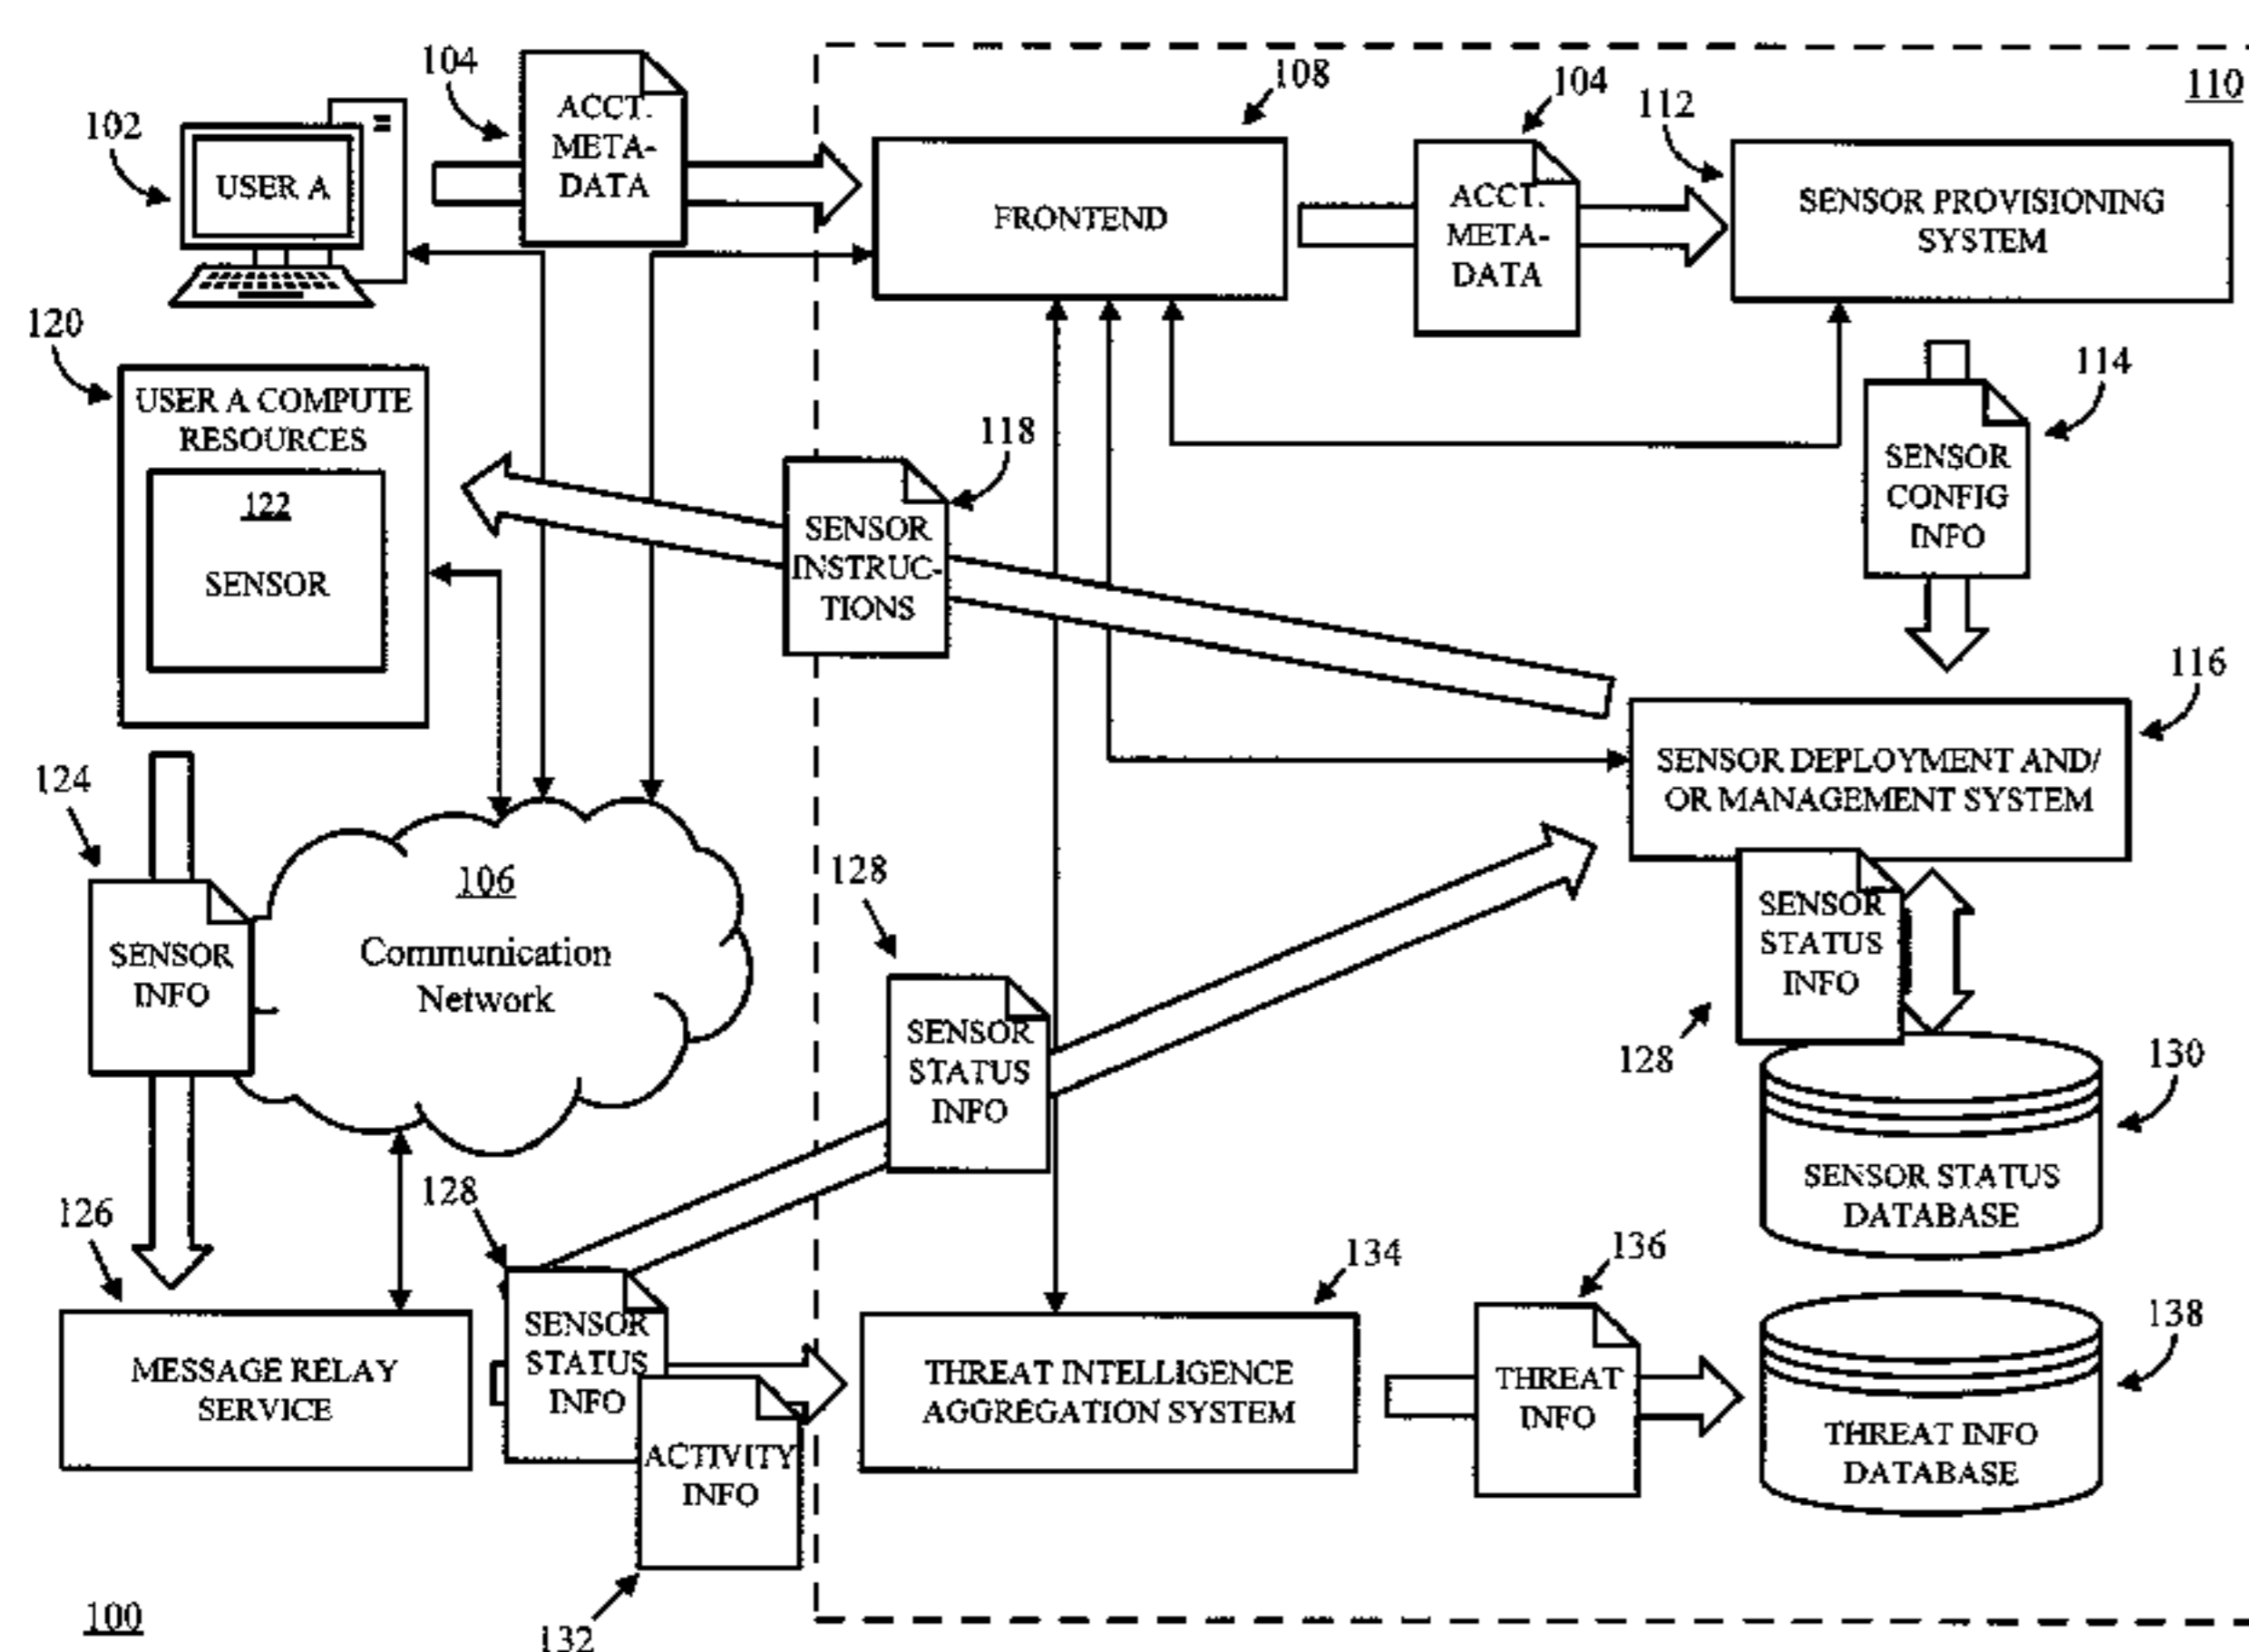 104
ACCT.
META-
DATA
108
104
ACCT.
META-
DATA
112
110
102
USER A
FRONTEND
SENSOR PROVISIONING
SYSTEM
120
USER A COMPUTE
RESOURCES
122
SENSOR
118
SENSOR
INSTRUC-
TIONS
114
SENSOR
CONFIG
INFO
116
SENSOR DEPLOYMENT AND/
OR MANAGEMENT SYSTEM
124
SENSOR
INFO
106
Communication
Network
128
SENSOR
STATUS
INFO
SENSOR
STATUS
INFO
128
130
SENSOR STATUS
DATABASE
126
MESSAGE RELAY
SERVICE
128
SENSOR
STATUS
INFO
ACTIVITY
INFO
132
134
THREAT INTELLIGENCE
AGGREGATION SYSTEM
136
THREAT
INFO
138
THREAT INFO
DATABASE
100